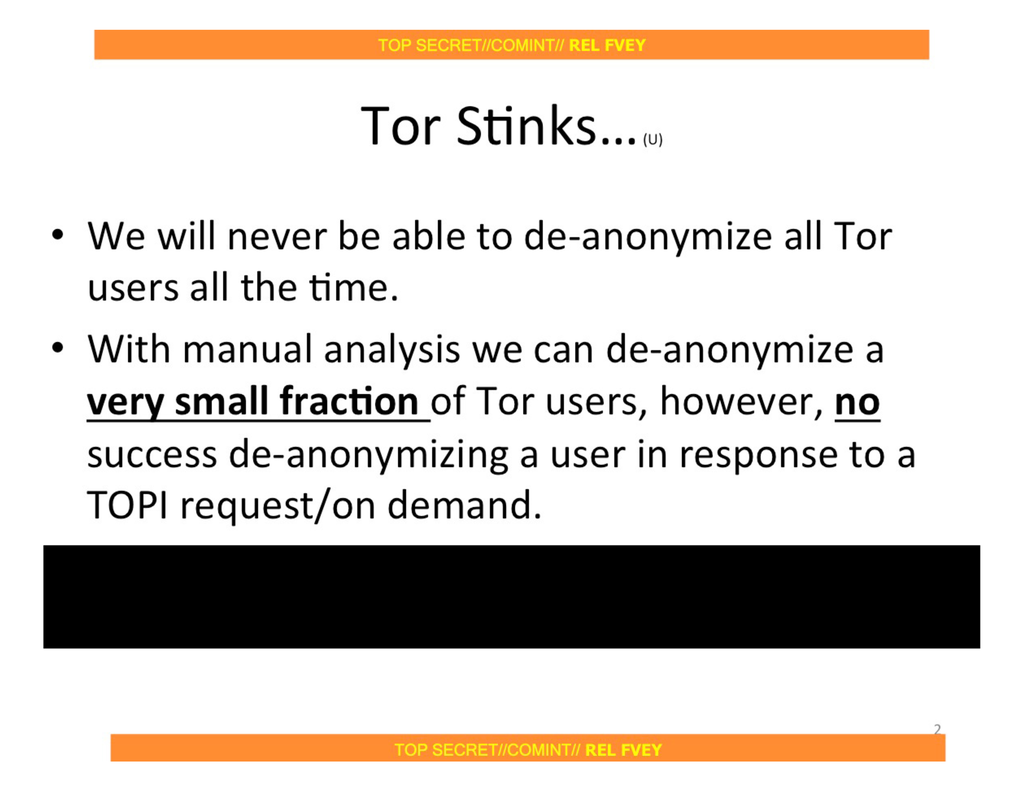 TOP SECRET//COMINT// REL FVEY
Tor Stinks… (U)
• We will never be able to de-anonymize all Tor
users all the time.
• With manual analysis we can de-anonymize a
very small fraction of Tor users, however, no
success de-anonymizing a user in response to a
TOPI request/on demand.
2
TOP SECRET//COMINT// REL FVEY